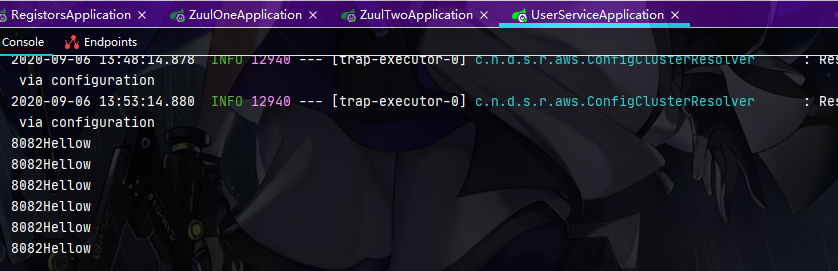 RegistorsApplication × ZuulOneApplication × ZuulTwoApplication × UserServiceApplication ×
Console Endpoints
2020-09-06 13:48:14.878 INFO 12940 --- [trap-executor-0] c.n.d.s.r.aws.ConfigClusterResolver : Res
via configuration
2020-09-06 13:53:14.880 INFO 12940 --- [trap-executor-0] c.n.d.s.r.aws.ConfigClusterResolver : Res
via configuration
8082Hellow
8082Hellow
8082Hellow
8082Hellow
8082Hellow
8082Hellow